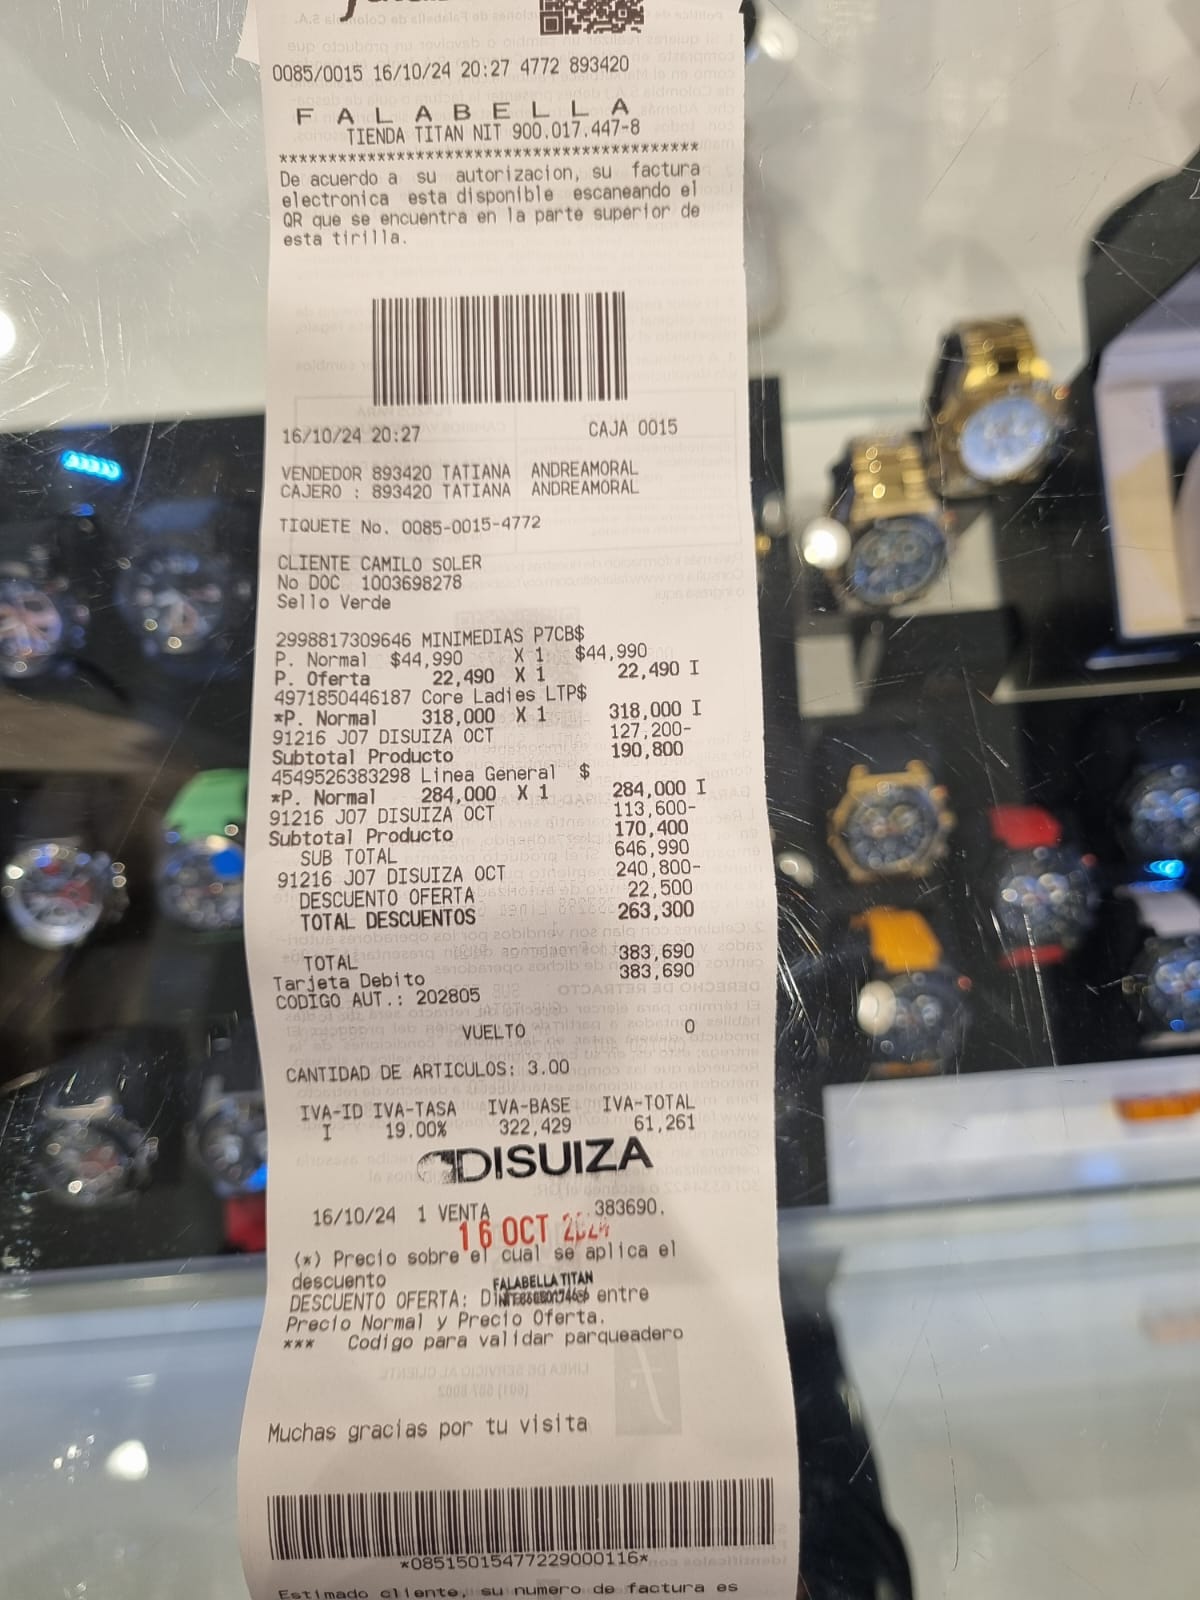 0085/0015 16/10/24 20:27 4772 893420
F A L A B E L L A
TIENDA TITAN NIT 900.017.447-8
******************************************
De acuerdo a su autorizacion, su factura
electronica esta disponible escaneando el
QR que se encuentra en la parte superior de
esta tirilla.
16/10/24 20:27 CAJA 0015
VENDEDOR 893420 TATIANA ANDREAMORAL
CAJERO : 893420 TATIANA ANDREAMORAL
TIQUETE No. 0085-0015-4772
CLIENTE CAMILO SOLER
No DOC 1003698278
Sello Verde
2998817309646 MINIMEDIAS P7CB$
P. Normal $44,990 X 1 $44,990
P. Oferta 22,490 X 1 22,490 I
4971850446187 Core Ladies LTP$
*P. Normal 318,000 X 1 318,000 I
91216 J07 DISUIZA OCT 127,200-
Subtotal Producto 190,800
4549526383298 Linea General $
*P. Normal 284,000 X 1 284,000 I
91216 J07 DISUIZA OCT 113,600-
Subtotal Producto 170,400
SUB TOTAL 646,990
91216 J07 DISUIZA OCT 240,800-
DESCUENTO OFERTA 22,500
TOTAL DESCUENTOS 263,300
TOTAL 383,690
Tarjeta Debito 383,690
CODIGO AUT.: 202805
VUELTO 0
CANTIDAD DE ARTICULOS: 3.00
IVA-ID IVA-TASA IVA-BASE IVA-TOTAL
I 19.00% 322,429 61,261
DISUIZA
16/10/24 1 VENTA 383690.
16 OCT 2024
(*) Precio sobre el cual se aplica el
descuento
FALABELLA TITAN
DESCUENTO OFERTA: entre
Precio Normal y Precio Oferta.
*** Codigo para validar parqueadero
Muchas gracias por tu visita
*08515015477229000116*
Estimado cliente, su numero de factura es